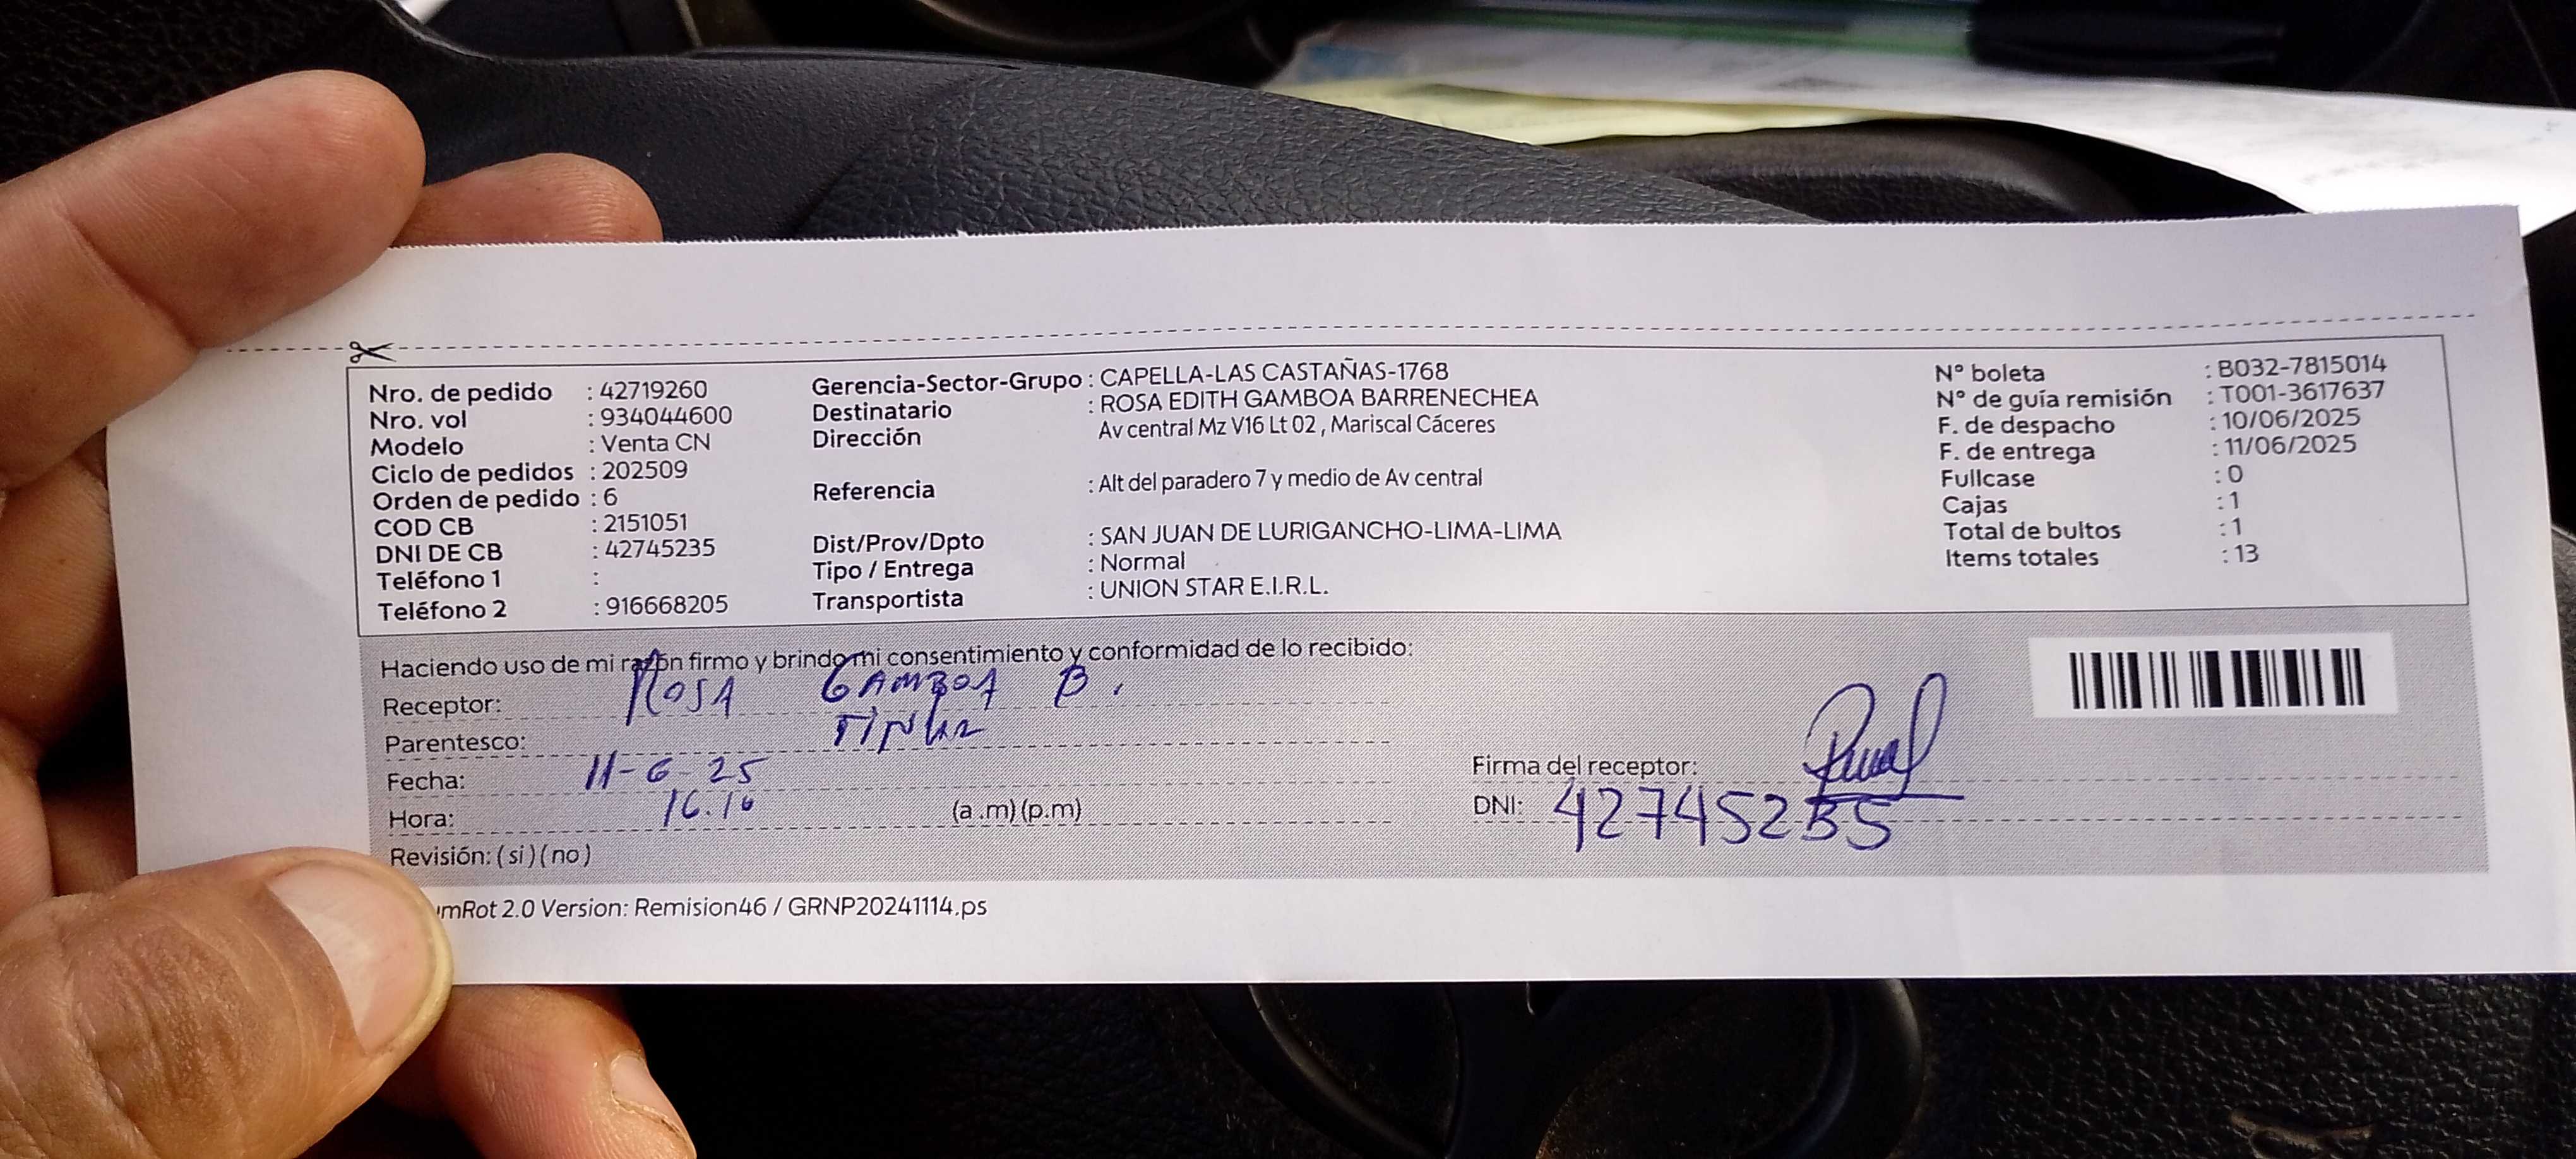 Nro. de pedido : 42719260
Nro. vol : 934044600
Modelo : Venta CN
Ciclo de pedidos : 202509
Orden de pedido : 6
COD CB : 2151051
DNI DE CB : 42745235
Teléfono 1 :
Teléfono 2 : 916668205
Gerencia-Sector-Grupo : CAPELLA-LAS CASTAÑAS-1768
Destinatario : ROSA EDITH GAMBOA BARRENECHEA
Dirección Av central Mz V16 Lt 02 , Mariscal Cáceres
Referencia : Alt del paradero 7 y medio de Av central
Dist/Prov/Dpto : SAN JUAN DE LURIGANCHO-LIMA-LIMA
Tipo / Entrega : Normal
Transportista : UNION STAR E.I.R.L.
N° boleta : B032-7815014
N° de guía remisión : T001-3617637
F. de despacho : 10/06/2025
F. de entrega : 11/06/2025
Fullcase : 0
Cajas : 1
Total de bultos : 1
Items totales : 13
Haciendo uso de mi razón firmo y brindo mi consentimiento y conformidad de lo recibido:
Receptor: ROSA GAMBOA B.
Parentesco:
Fecha: 11-6-25
Hora: 16.10 (a.m) (p.m)
Revisión: (si) (no)
Firma del receptor:
DNI: 42745235
umRot 2.0 Version: Remision46 / GRNP20241114.ps